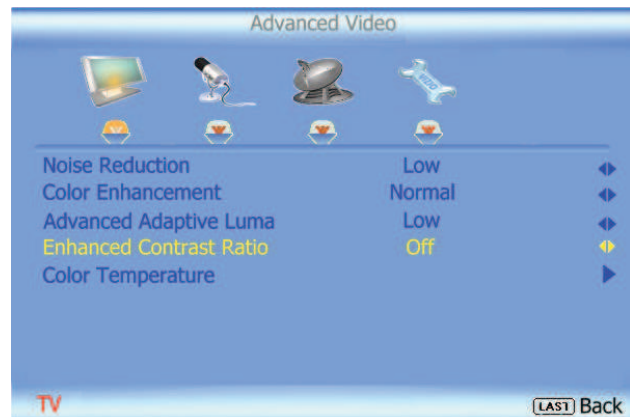 Advanced Video
Noise Reduction Low
Color Enhancement Normal
Advanced Adaptive Luma Low
Enhanced Contrast Ratio Off
Color Temperature
TV LAST Back